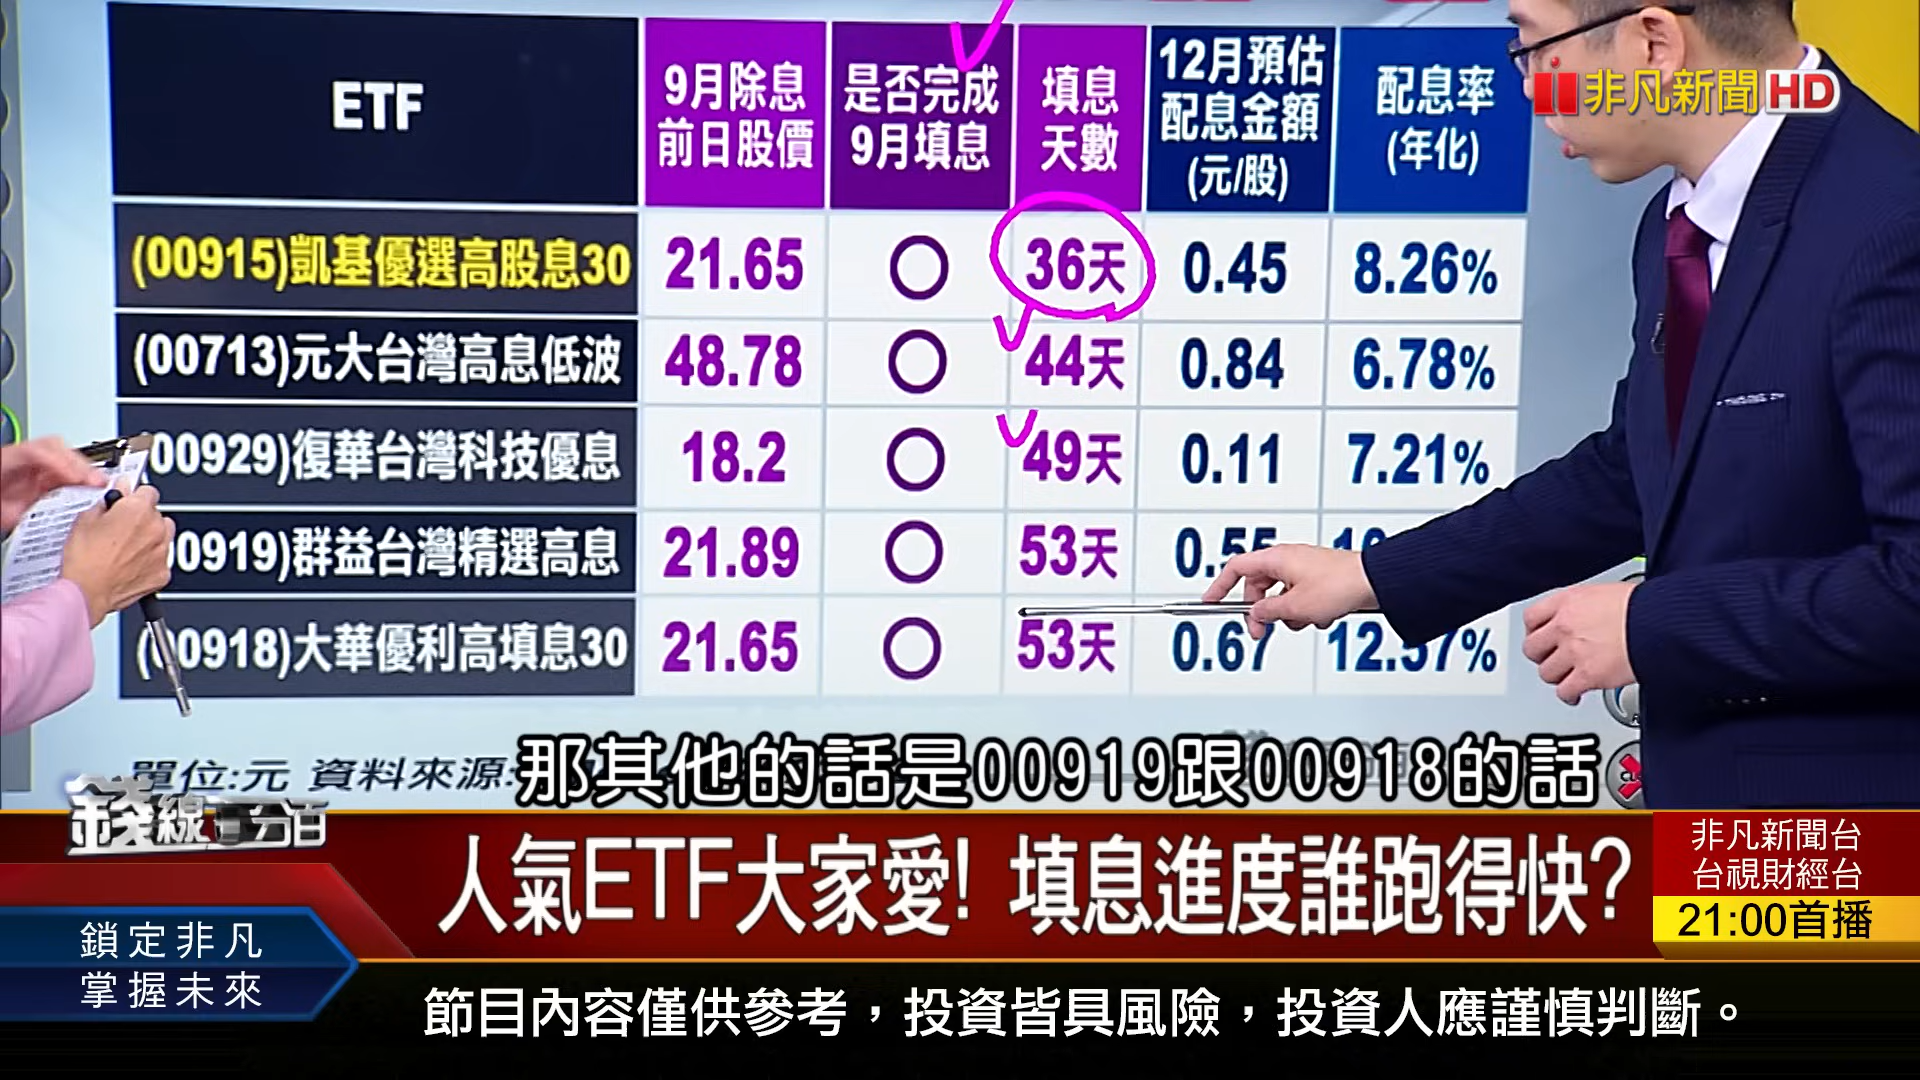 ETF
9月除息
前日股價
是否完成
9月填息
填息
天數
12月預估
配息金額
(元/股)
配息率
(年化)
非凡新聞HD
(00915)凱基優選高股息30 21.65 36天 0.45 8.26%
(00713)元大台灣高息低波 48.78 44天 0.84 6.78%
00929)復華台灣科技優息 18.2 49天 0.11 7.21%
00919)群益台灣精選高息 21.89 53天
(00918)大華優利高填息30 21.65 53天 0.67 12.57%
單位:元 資料來源:
那其他的話是00919跟00918的話
錢線百分百
人氣ETF大家愛! 填息進度誰跑得快?
非凡新聞台
台視財經台
21:00首播
鎖定非凡
掌握未來
節目內容僅供參考，投資皆具風險，投資人應謹慎判斷。